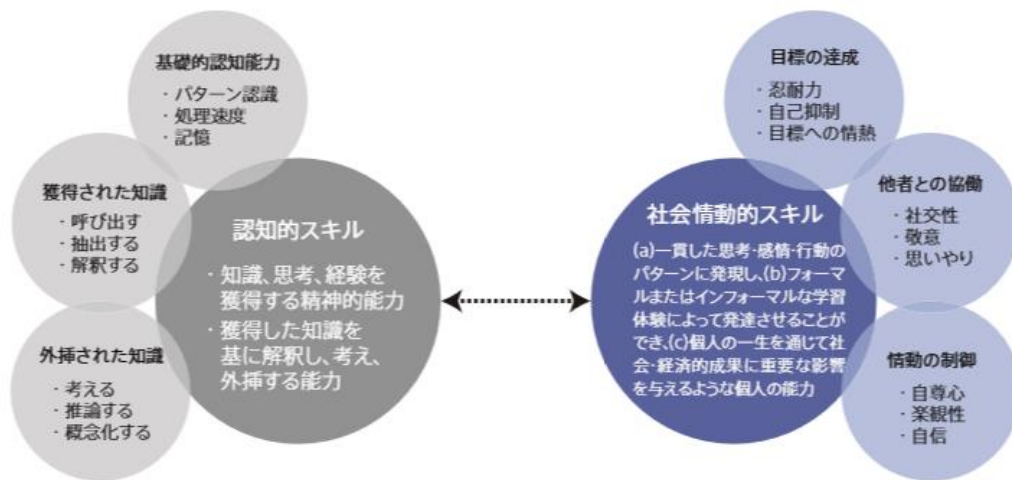 基礎的認知能力
・パターン認識
・処理速度
・記憶
獲得された知識
・呼び出す
・抽出する
・解釈する
外挿された知識
・考える
・推論する
・概念化する
認知的スキル
・知識、思考、経験を
獲得する精神的能力
・獲得した知識を
基に解釈し、考え、
外挿する能力
社会情動的スキル
(a)一貫した思考・感情・行動の
パターンに発現し、(b)フォーマ
ルまたはインフォーマルな学習
体験によって発達させることが
でき、(c)個人の一生を通じて社
会・経済的成果に重要な影響
を与えるような個人の能力
目標の達成
・忍耐力
・自己抑制
・目標への情熱
他者との協働
・社交性
・敬意
・思いやり
情動の制御
・自尊心
・楽観性
・自信